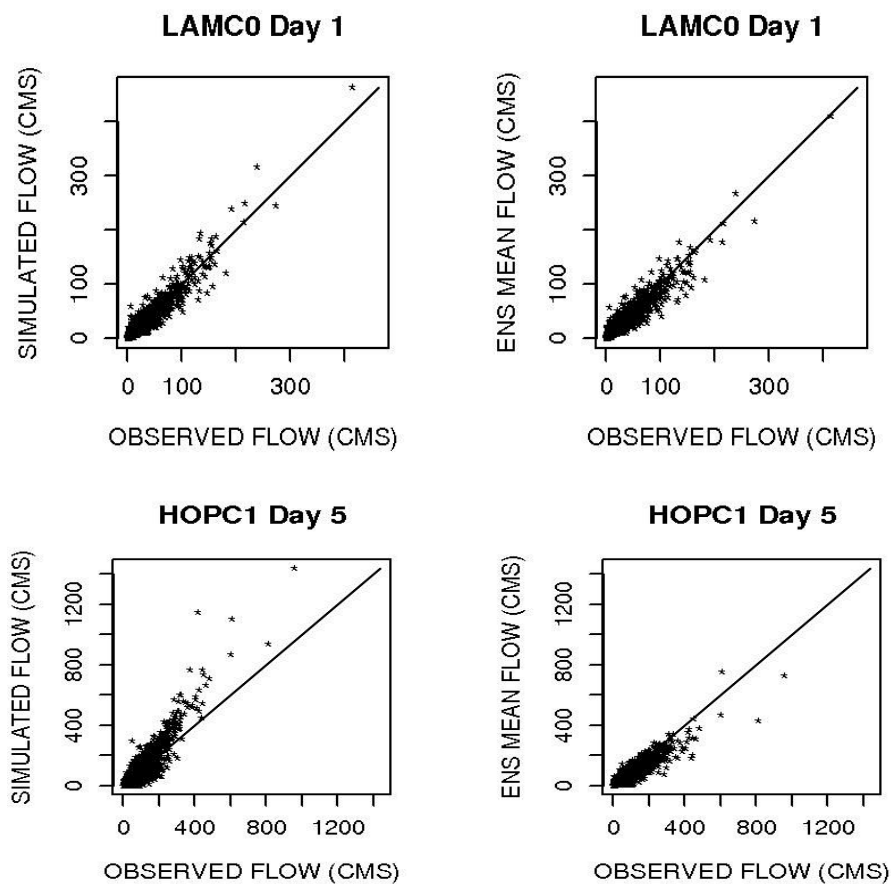 LAMC0 Day 1
SIMULATED FLOW (CMS)
300
100
0
0 100 300
OBSERVED FLOW (CMS)
LAMC0 Day 1
ENS MEAN FLOW (CMS)
300
100
0
0 100 300
OBSERVED FLOW (CMS)
HOPC1 Day 5
SIMULATED FLOW (CMS)
1200
800
400
0
0 400 800 1200
OBSERVED FLOW (CMS)
HOPC1 Day 5
ENS MEAN FLOW (CMS)
1200
800
400
0
0 400 800 1200
OBSERVED FLOW (CMS)